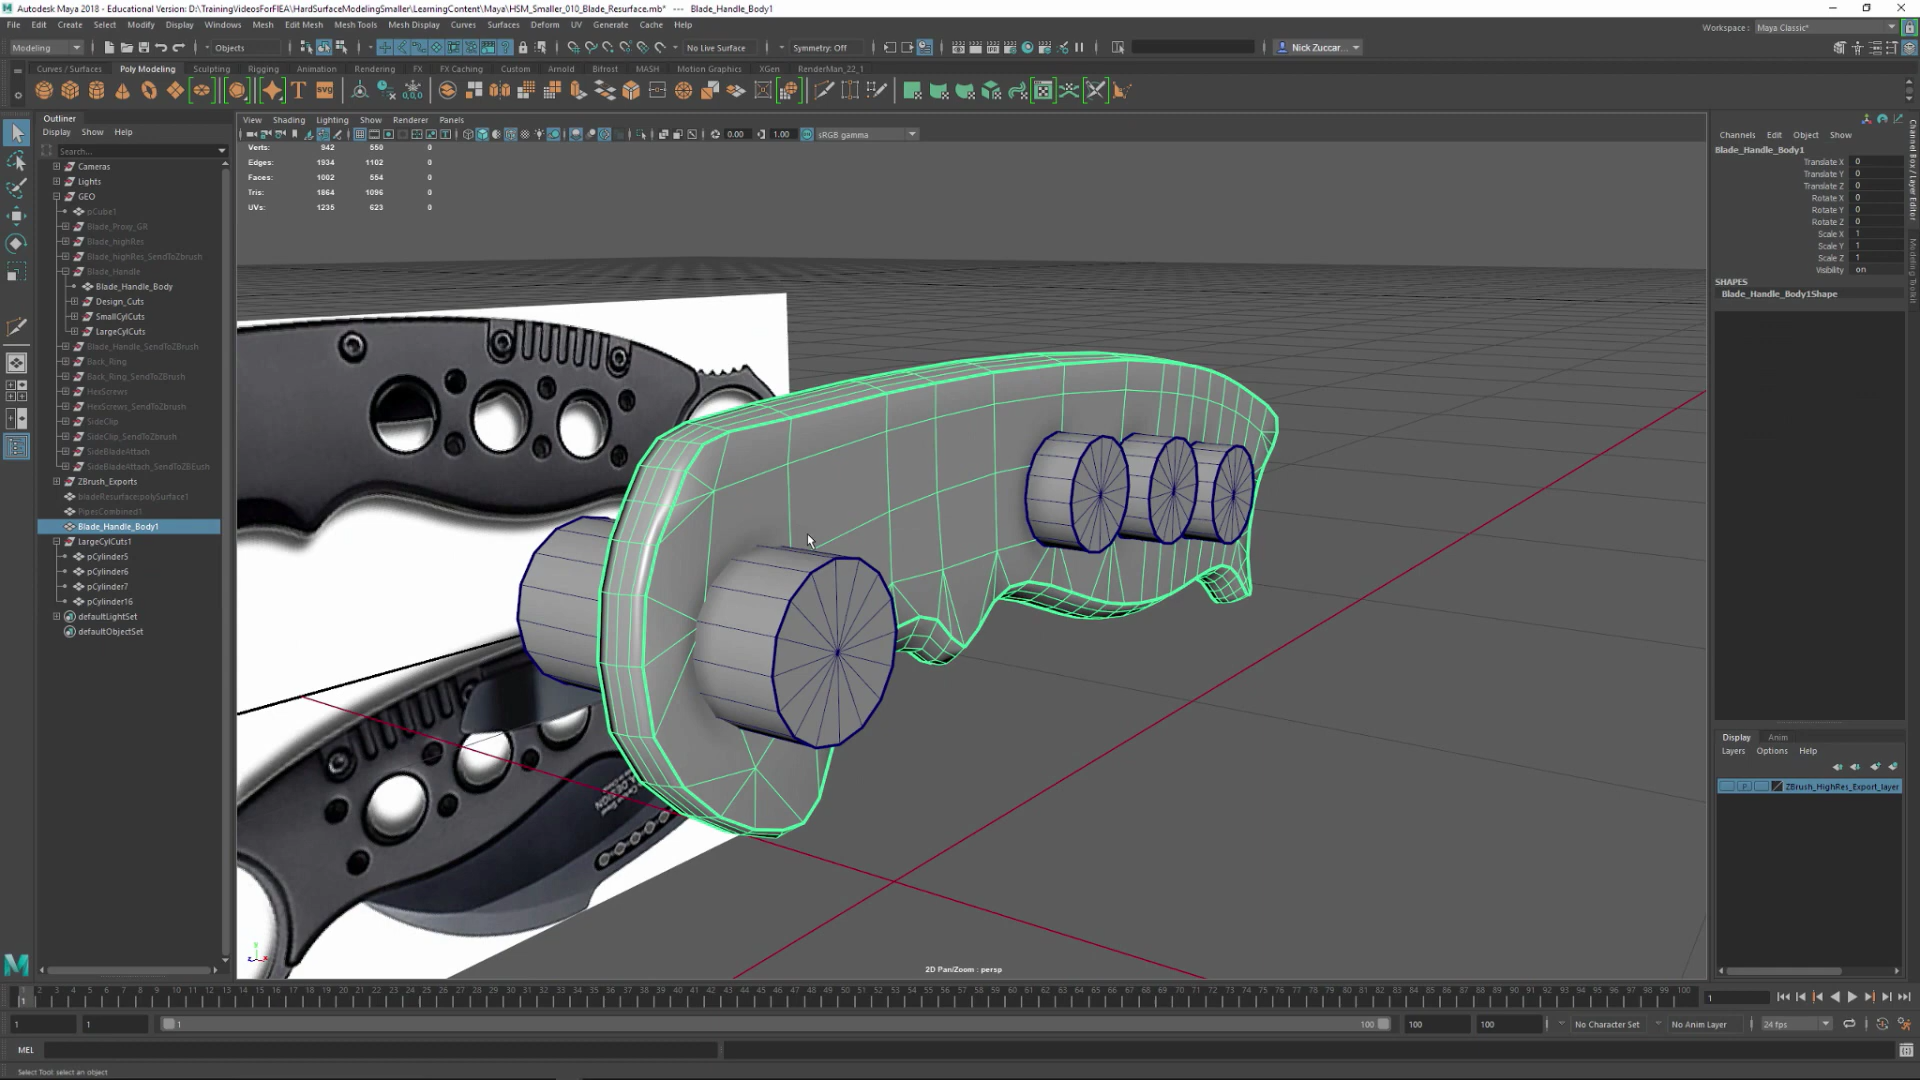 Autodesk Maya 2018 - Educational Version: D:\TrainingVideosForFIEA\HardSurfaceModelingSmaller\LearningContent\Maya\HSM_Smaller_010_Blade_Resurface.mb* --- Blade_Handle_Body1
File Edit Create Select Modify Display Windows Mesh Edit Mesh Mesh Tools Mesh Display Curves Surfaces Deform UV Generate Cache Help
Workspace : Maya Classic*
Modeling Objects No Live Surface Symmetry: Off Nick Zuccar...
Curves / Surfaces Poly Modeling Sculpting Rigging Animation Rendering FX FX Caching Custom Arnold Bifrost MASH Motion Graphics XGen RenderMan_22_1
Outliner
Display Show Help
Search...
Cameras
Lights
GEO
pCube1
Blade_Proxy_GR
Blade_highRes
Blade_highRes_SendToZbrush
Blade_Handle
Blade_Handle_Body
Design_Cuts
SmallCylCuts
LargeCylCuts
Blade_Handle_SendToZBrush
Back_Ring
Back_Ring_SendToZBrush
HexScrews
HexScrews_SendToZbrush
SideClip
SideClip_SendToZbrush
SideBladeAttach
SideBladeAttach_SendToZBEush
ZBrush_Exports
bladeResurface:polySurface1
PipesCombined1
Blade_Handle_Body1
LargeCylCuts1
pCylinder5
pCylinder6
pCylinder7
pCylinder16
defaultLightSet
defaultObjectSet
View Shading Lighting Show Renderer Panels
0.00 1.00 sRGB gamma
Verts: 942 550 0
Edges: 1934 1102 0
Faces: 1002 554 0
Tris: 1864 1096 0
UVs: 1235 623 0
2D Pan/Zoom : persp
Channels Edit Object Show
Blade_Handle_Body1
Translate X 0
Translate Y 0
Translate Z 0
Rotate X 0
Rotate Y 0
Rotate Z 0
Scale X 1
Scale Y 1
Scale Z 1
Visibility on
SHAPES
Blade_Handle_Body1Shape
Channel Box / Layer Editor
Modeling Toolkit
Display Anim
Layers Options Help
P ZBrush_HighRes_Export_layer
1 1 1 100 100 100 No Character Set No Anim Layer 24 fps
MEL
Select Tool: select an object